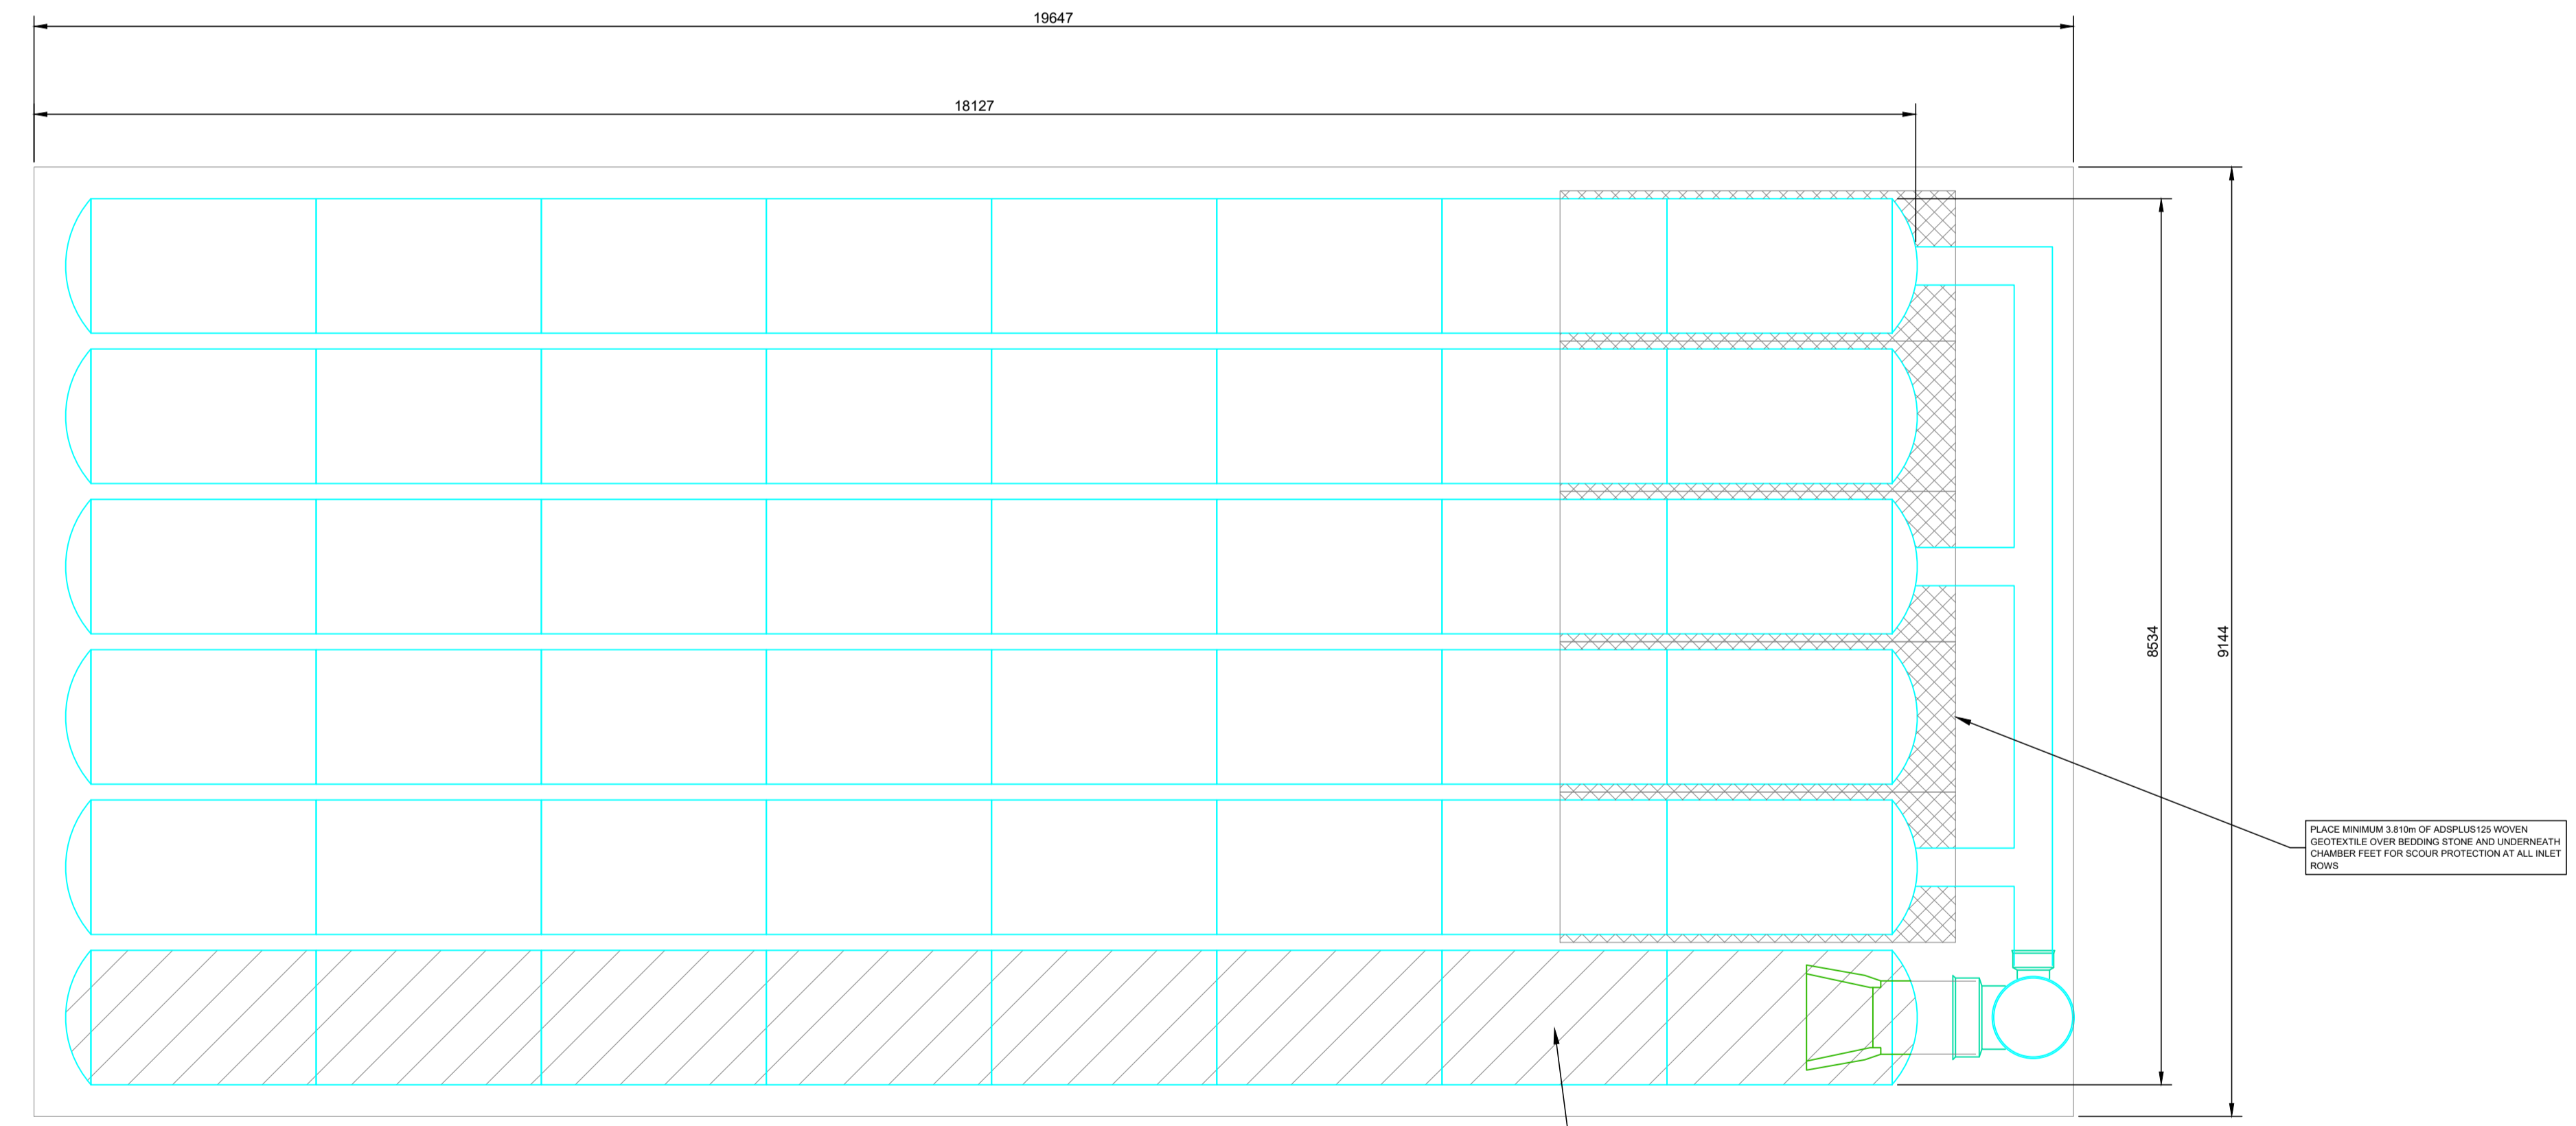 19647
18127
8534
9144
PLACE MINIMUM 3.810m OF ADSPLUS125 WOVEN
GEOTEXTILE OVER BEDDING STONE AND UNDERNEATH
CHAMBER FEET FOR SCOUR PROTECTION AT ALL INLET
ROWS